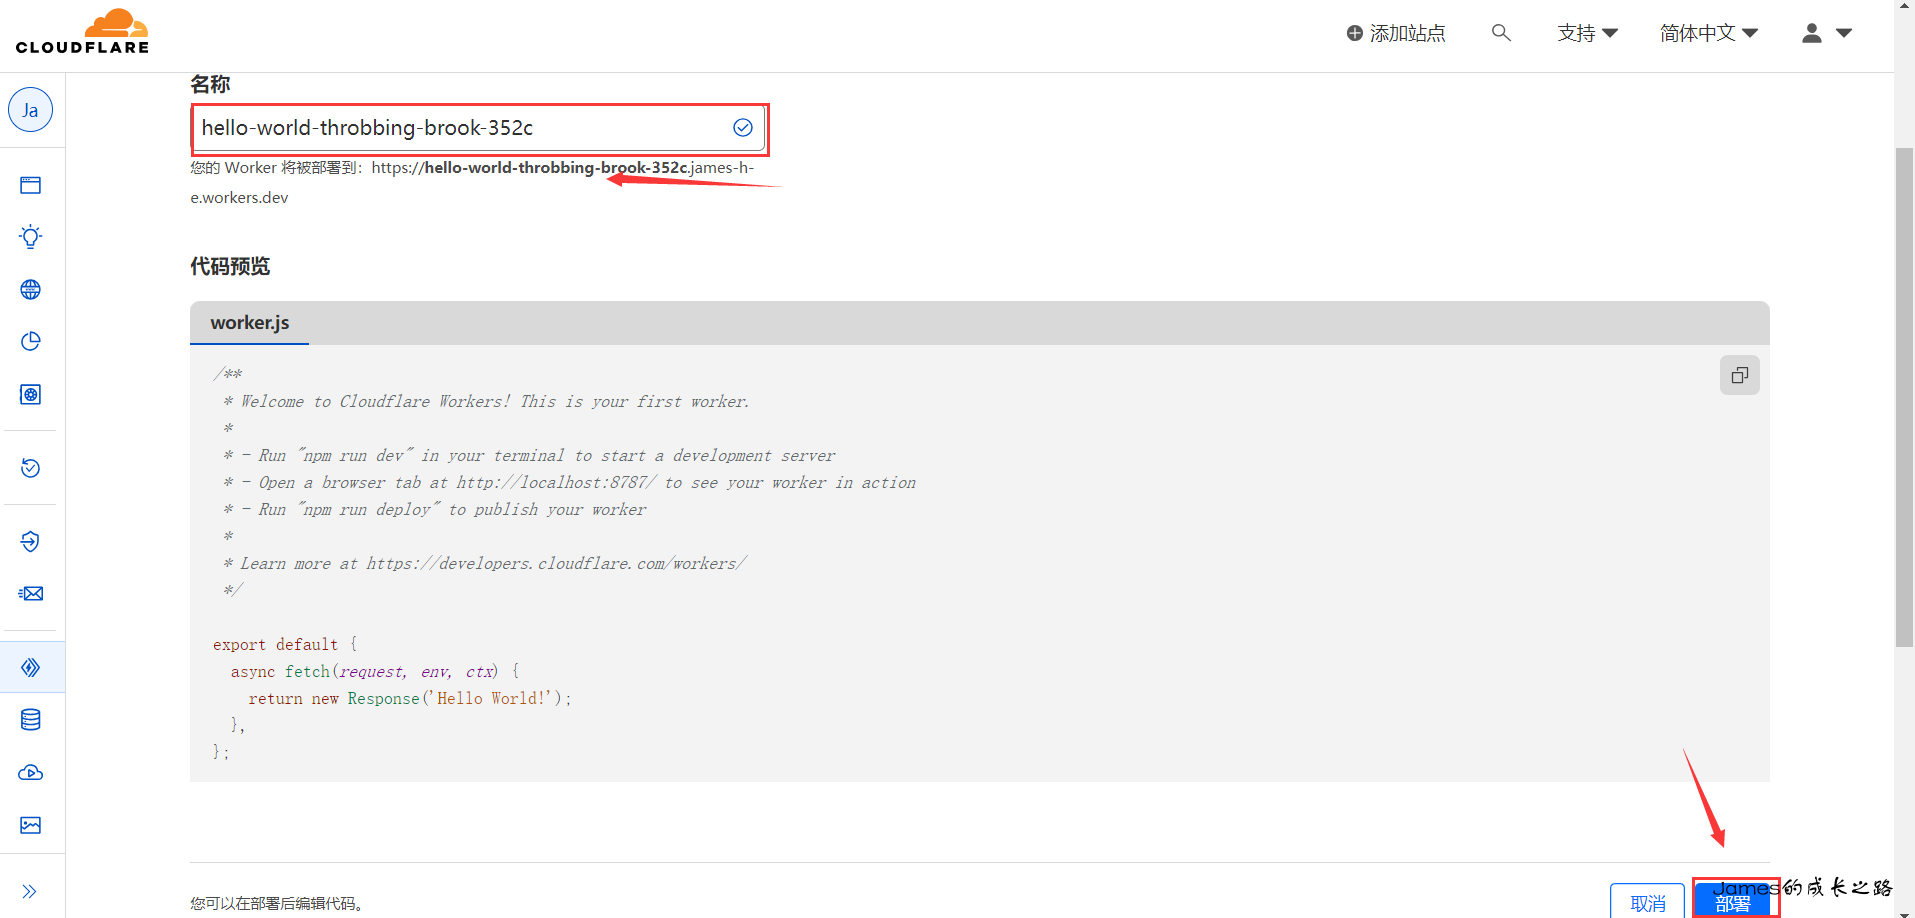 CLOUDFLARE
添加站点
支持
简体中文
Ja
名称
hello-world-throbbing-brook-352c
您的 Worker 将被部署到：https://hello-world-throbbing-brook-352c.james-h-
e.workers.dev
代码预览
worker.js
/**
* Welcome to Cloudflare Workers! This is your first worker.
*
* - Run "npm run dev" in your terminal to start a development server
* - Open a browser tab at http://localhost:8787/ to see your worker in action
* - Run "npm run deploy" to publish your worker
*
* Learn more at https://developers.cloudflare.com/workers/
*/
export default {
async fetch(request, env, ctx) {
return new Response('Hello World!');
},
};
您可以在部署后编辑代码。
取消
部署
James的成长之路